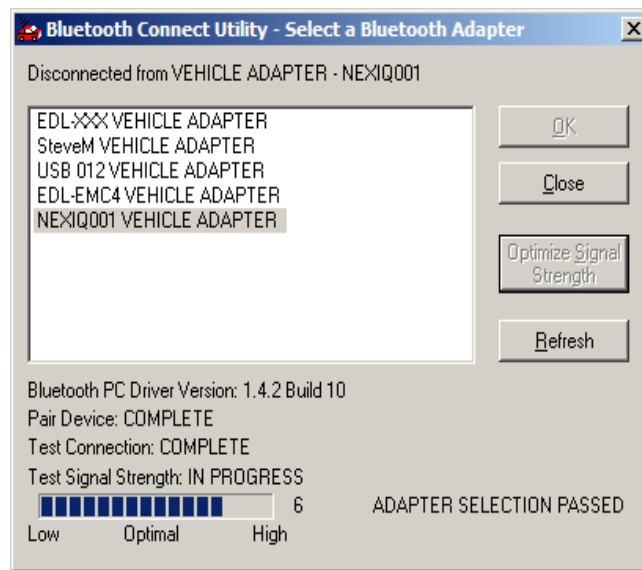 Bluetooth Connect Utility - Select a Bluetooth Adapter
Disconnected from VEHICLE ADAPTER - NEXIQ001
EDL-XXX VEHICLE ADAPTER
SteveM VEHICLE ADAPTER
USB 012 VEHICLE ADAPTER
EDL-EMC4 VEHICLE ADAPTER
NEXIQ001 VEHICLE ADAPTER
OK
Close
Optimize Signal
Strength
Refresh
Bluetooth PC Driver Version: 1.4.2 Build 10
Pair Device: COMPLETE
Test Connection: COMPLETE
Test Signal Strength: IN PROGRESS
6 ADAPTER SELECTION PASSED
Low Optimal High